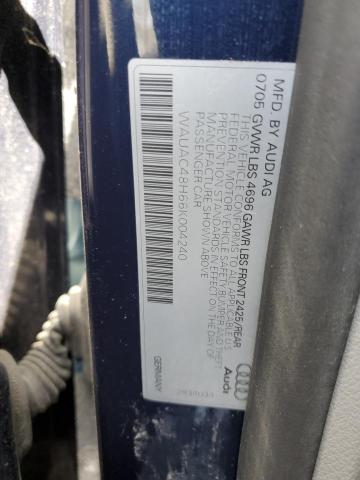 MFD. BY AUDI AG
0705 GVWR LBS 4696 GAWR LBS FRONT 2425/REAR
THIS VEHICLE CONFORMS TO ALL APPLICABLE U.S.
FEDERAL MOTOR VEHICLE SAFETY/BUMPER AND THEFT
PREVENTION STANDARDS IN EFFECT ON THE DAY OF
MANUFACTURE SHOWN ABOVE
PASSENGER CAR
WAUAC48H66K004240
GERMANY
Audi